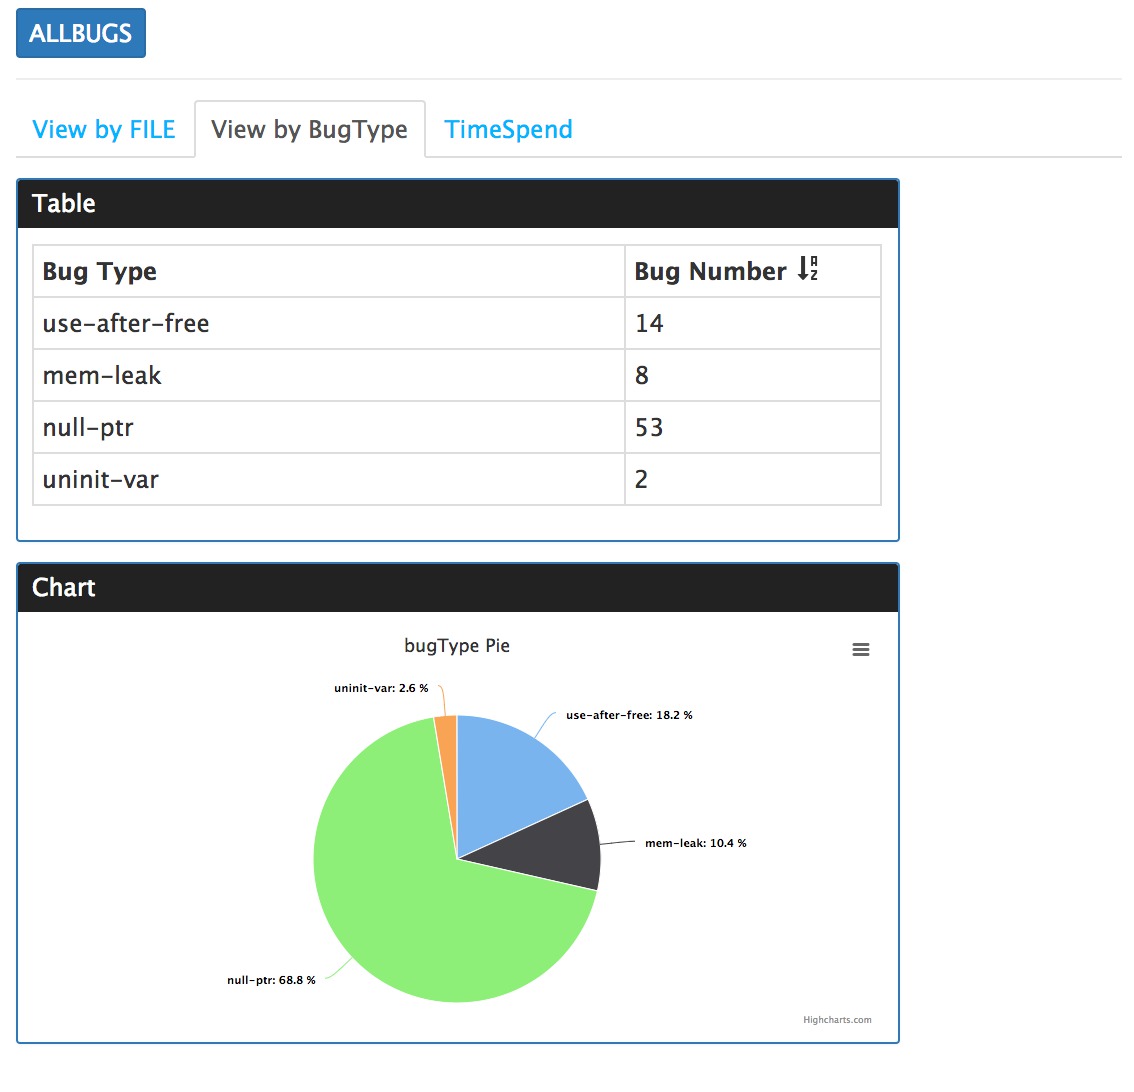 ALLBUGS
View by FILE View by BugType TimeSpend
Table
Bug Type Bug Number
use-after-free 14
mem-leak 8
null-ptr 53
uninit-var 2
Chart
bugType Pie
uninit-var: 2.6 %
use-after-free: 18.2 %
mem-leak: 10.4 %
null-ptr: 68.8 %
Highcharts.com